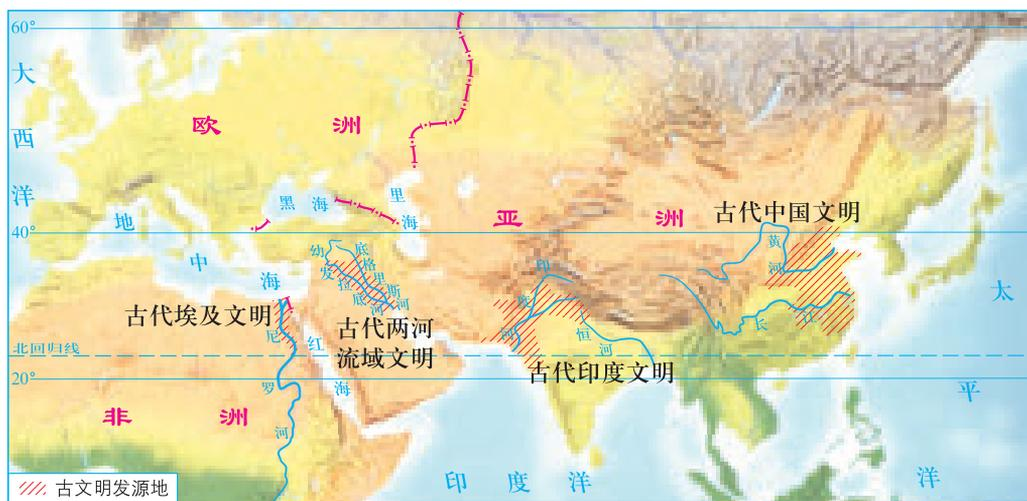 60°
大西洋
欧洲
黑海
里海
亚洲
古代中国文明
地中海
40°
黄河
幼发拉底河
底格里斯河
印度河
太平洋
古代埃及文明
古代两河
流域文明
长江
尼罗河
红海
恒河
北回归线
古代印度文明
20°
非洲
印度洋
古文明发源地